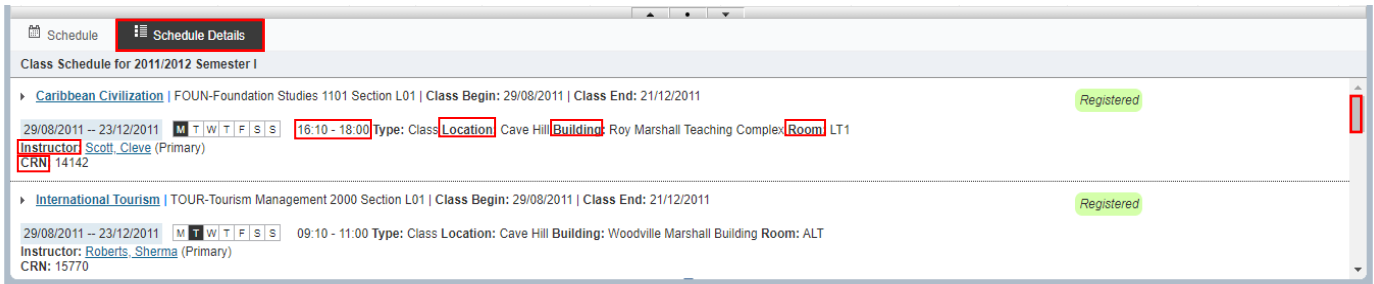 Schedule
Schedule Details
Class Schedule for 2011/2012 Semester I
Caribbean Civilization | FOUN-Foundation Studies 1101 Section L01 | Class Begin: 29/08/2011 | Class End: 21/12/2011
Registered
29/08/2011 -- 23/12/2011 M T W T F S S 16:10 - 18:00 Type: Class Location: Cave Hill Building: Roy Marshall Teaching Complex Room: LT1
Instructor: Scott, Cleve (Primary)
CRN: 14142
International Tourism | TOUR-Tourism Management 2000 Section L01 | Class Begin: 29/08/2011 | Class End: 21/12/2011
Registered
29/08/2011 -- 23/12/2011 M T W T F S S 09:10 - 11:00 Type: Class Location: Cave Hill Building: Woodville Marshall Building Room: ALT
Instructor: Roberts, Sherma (Primary)
CRN: 15770